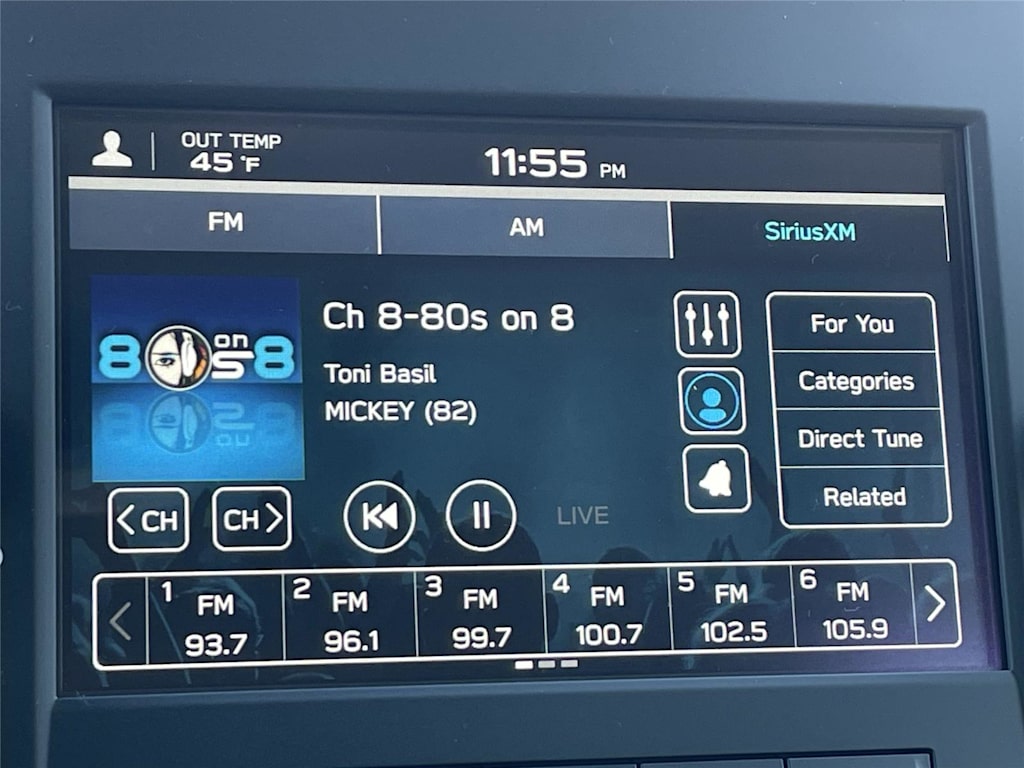 OUT TEMP
45 °F
11:55 PM
FM
AM
SiriusXM
80s on 8
Ch 8-80s on 8
Toni Basil
MICKEY (82)
For You
Categories
Direct Tune
Related
CH
CH
LIVE
1 FM
93.7
2 FM
96.1
3 FM
99.7
4 FM
100.7
5 FM
102.5
6 FM
105.9